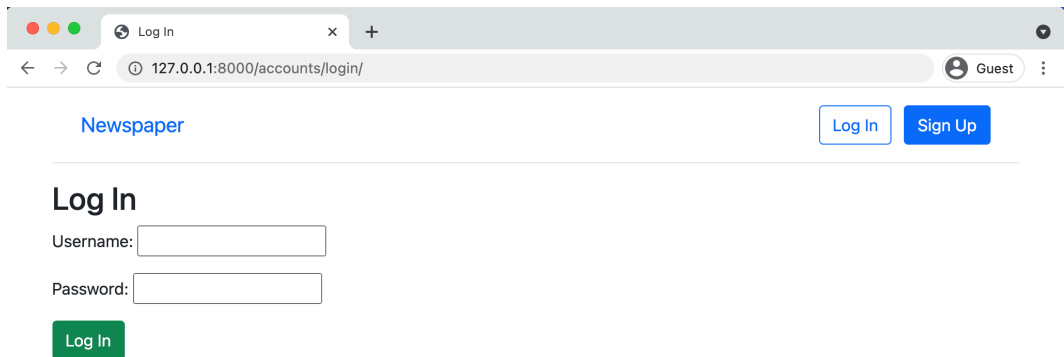 Log In
127.0.0.1:8000/accounts/login/
Guest
Newspaper
Log In
Sign Up
Log In
Username:
Password:
Log In